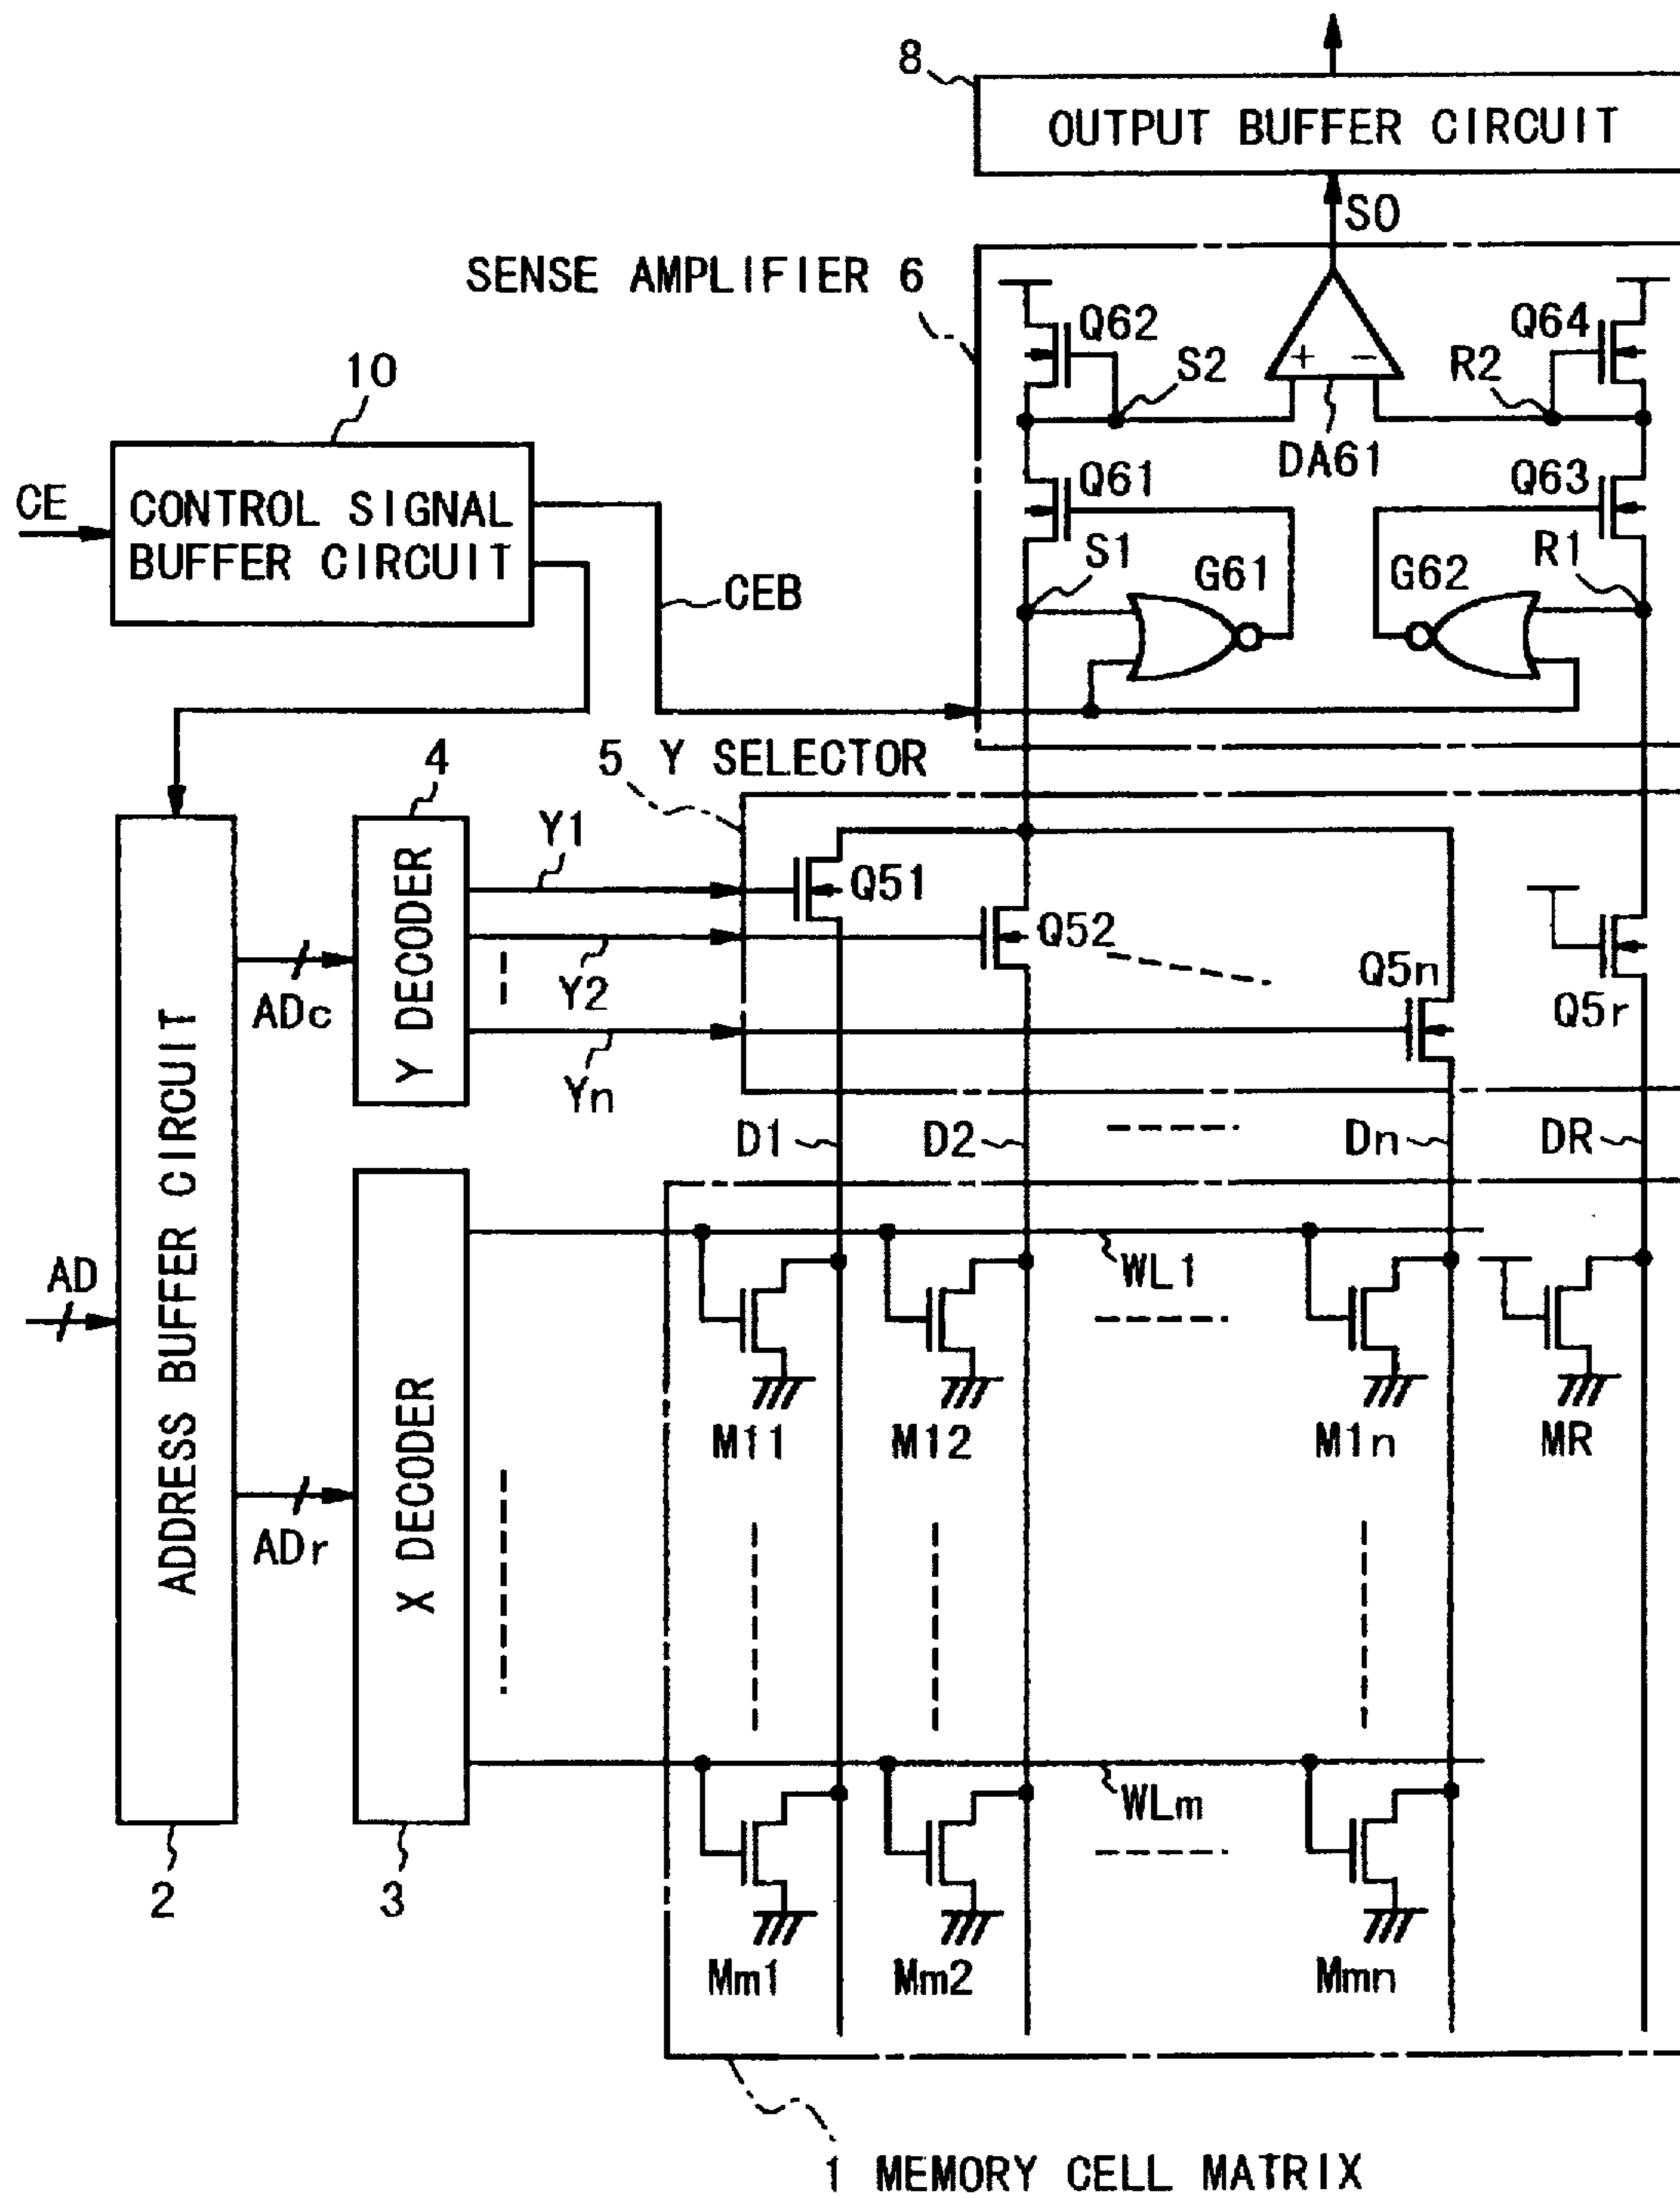 8
OUTPUT BUFFER CIRCUIT
SO
SENSE AMPLIFIER 6
Q62
Q64
S2
R2
+ −
DA61
10
CE
CONTROL SIGNAL
BUFFER CIRCUIT
Q61
Q63
S1
R1
G61
G62
CEB
5 Y SELECTOR
4
Y1
Q51
Y DECODER
Q52
Y2
Q5n
ADc
Q5r
Yn
D1
D2
Dn
DR
ADDRESS BUFFER CIRCUIT
AD
WL1
M11
M12
M1n
MR
X DECODER
ADr
WLm
2
3
Mm1
Mm2
Mmn
1 MEMORY CELL MATRIX